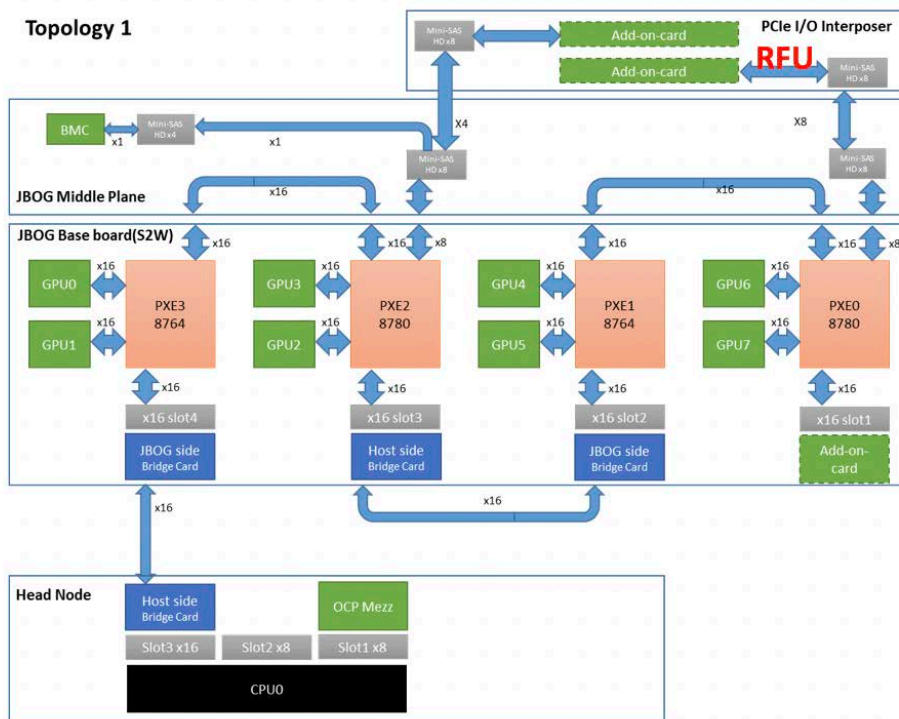 Topology 1
PCIe I/O Interposer
Mini-SAS
HD x8
Add-on-card
Add-on-card
RFU
Mini-SAS
HD x8
BMC
x1
Mini-SAS
HD x4
x1
X4
X8
Mini-SAS
HD x8
Mini-SAS
HD x8
JBOG Middle Plane
x16
x16
JBOG Base board(S2W)
x16
x16
x8
x16
x16
x8
GPU0
x16
GPU1
x16
PXE3
8764
GPU3
x16
GPU2
x16
PXE2
8780
GPU4
x16
GPU5
x16
PXE1
8764
GPU6
x16
GPU7
x16
PXE0
8780
x16
x16
x16
x16
x16 slot4
x16 slot3
x16 slot2
x16 slot1
JBOG side
Bridge Card
Host side
Bridge Card
JBOG side
Bridge Card
Add-on-
card
x16
x16
Head Node
Host side
Bridge Card
OCP Mezz
Slot3 x16
Slot2 x8
Slot1 x8
CPU0